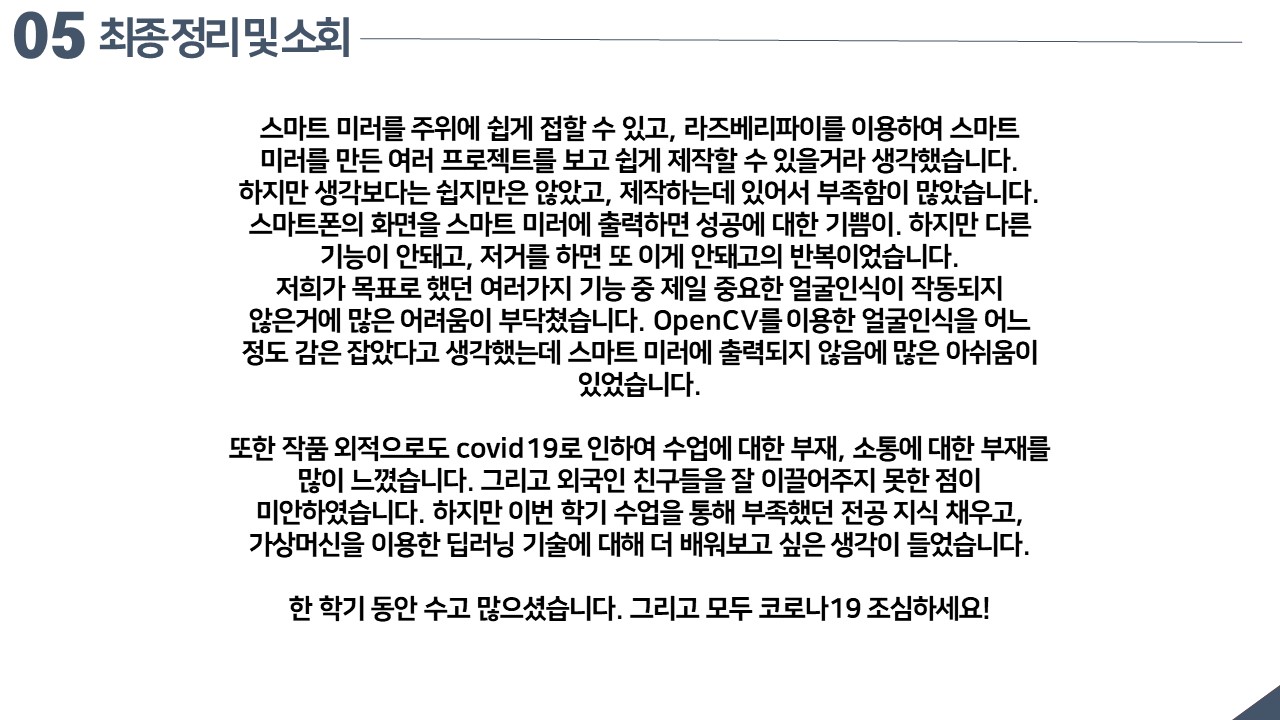 05 최종 정리 및 소회
스마트 미러를 주위에 쉽게 접할 수 있고, 라즈베리파이를 이용하여 스마트
미러를 만든 여러 프로젝트를 보고 쉽게 제작할 수 있을거라 생각했습니다.
하지만 생각보다는 쉽지만은 않았고, 제작하는데 있어서 부족함이 많았습니다.
스마트폰의 화면을 스마트 미러에 출력하면 성공에 대한 기쁨이. 하지만 다른
기능이 안돼고, 저거를 하면 또 이게 안돼고의 반복이었습니다.
저희가 목표로 했던 여러가지 기능 중 제일 중요한 얼굴인식이 작동되지
않은거에 많은 어려움이 부닥쳤습니다. OpenCV를 이용한 얼굴인식을 어느
정도 감은 잡았다고 생각했는데 스마트 미러에 출력되지 않음에 많은 아쉬움이
있었습니다.
또한 작품 외적으로도 covid19로 인하여 수업에 대한 부재, 소통에 대한 부재를
많이 느꼈습니다. 그리고 외국인 친구들을 잘 이끌어주지 못한 점이
미안하였습니다. 하지만 이번 학기 수업을 통해 부족했던 전공 지식 채우고,
가상머신을 이용한 딥러닝 기술에 대해 더 배워보고 싶은 생각이 들었습니다.
한 학기 동안 수고 많으셨습니다. 그리고 모두 코로나19 조심하세요!